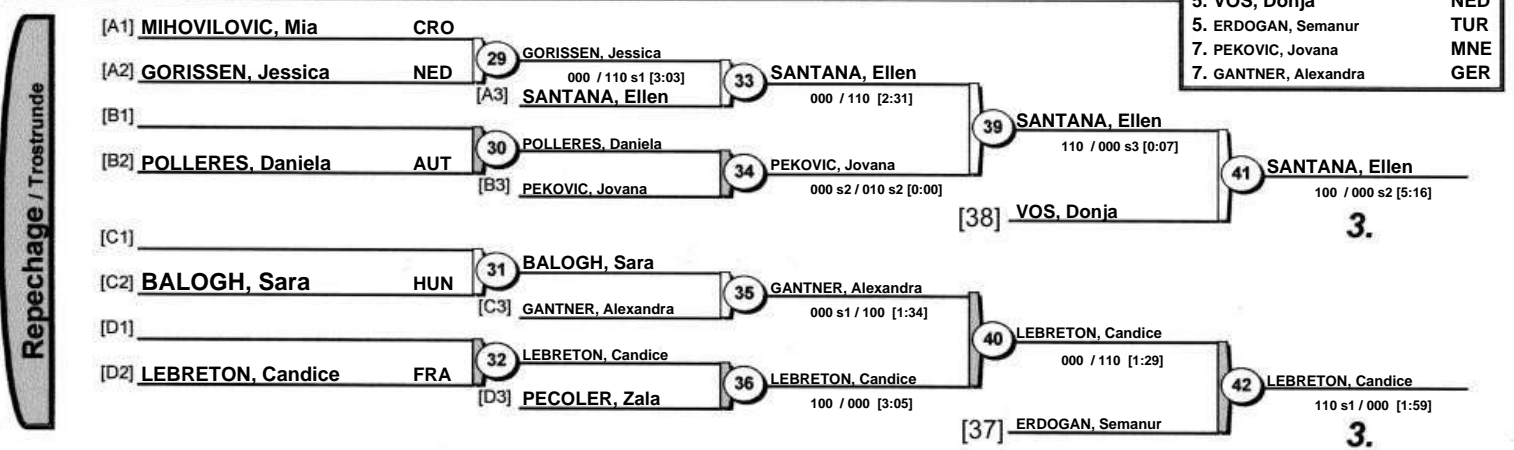 5. VOS, Donja NED
5. ERDOGAN, Semanur TUR
7. PEKOVIC, Jovana MNE
7. GANTNER, Alexandra GER
Repechage / Trostrunde
[A1] MIHOVILOVIC, Mia CRO
[A2] GORISSEN, Jessica NED
29
GORISSEN, Jessica
000 / 110 s1 [3:03]
[A3] SANTANA, Ellen
33
SANTANA, Ellen
000 / 110 [2:31]
[B1]
[B2] POLLERES, Daniela AUT
30
POLLERES, Daniela
[B3] PEKOVIC, Jovana
34
PEKOVIC, Jovana
000 s2 / 010 s2 [0:00]
39
SANTANA, Ellen
110 / 000 s3 [0:07]
[38] VOS, Donja
41
SANTANA, Ellen
100 / 000 s2 [5:16]
3.
[C1]
[C2] BALOGH, Sara HUN
31
BALOGH, Sara
[C3] GANTNER, Alexandra
35
GANTNER, Alexandra
000 s1 / 100 [1:34]
[D1]
[D2] LEBRETON, Candice FRA
32
LEBRETON, Candice
[D3] PECOLER, Zala
36
LEBRETON, Candice
100 / 000 [3:05]
40
LEBRETON, Candice
000 / 110 [1:29]
[37] ERDOGAN, Semanur
42
LEBRETON, Candice
110 s1 / 000 [1:59]
3.